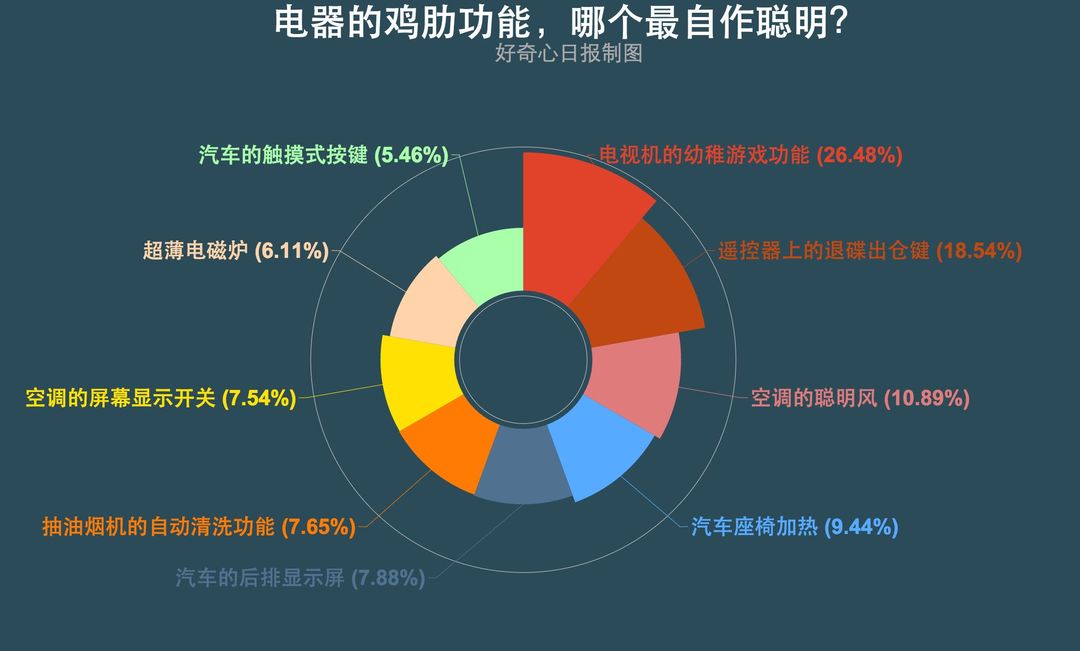 电器的鸡肋功能，哪个最自作聪明？
好奇心日报制图
汽车的触摸式按键 (5.46%)
电视机的幼稚游戏功能 (26.48%)
超薄电磁炉 (6.11%)
遥控器上的退碟出仓键 (18.54%)
空调的屏幕显示开关 (7.54%)
空调的聪明风 (10.89%)
抽油烟机的自动清洗功能 (7.65%)
汽车座椅加热 (9.44%)
汽车的后排显示屏 (7.88%)